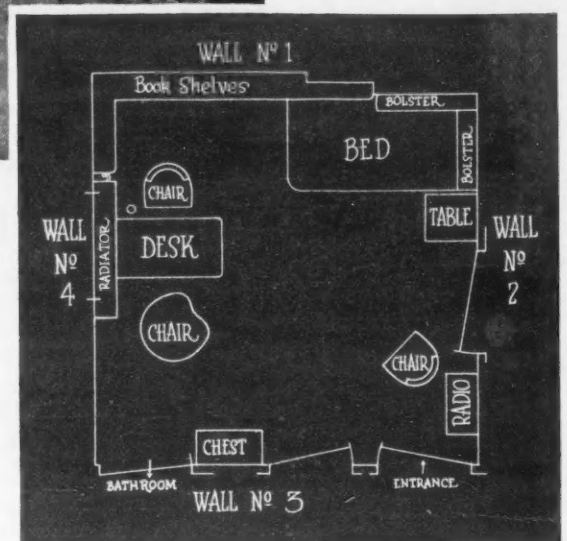 WALL Nº 1
Book Shelves
BOLSTER
BED
BOLSTER
CHAIR
TABLE
WALL
Nº
4
RADIATOR
DESK
WALL
Nº
2
CHAIR
CHAIR
RADIO
CHEST
BATHROOM
WALL Nº 3
ENTRANCE